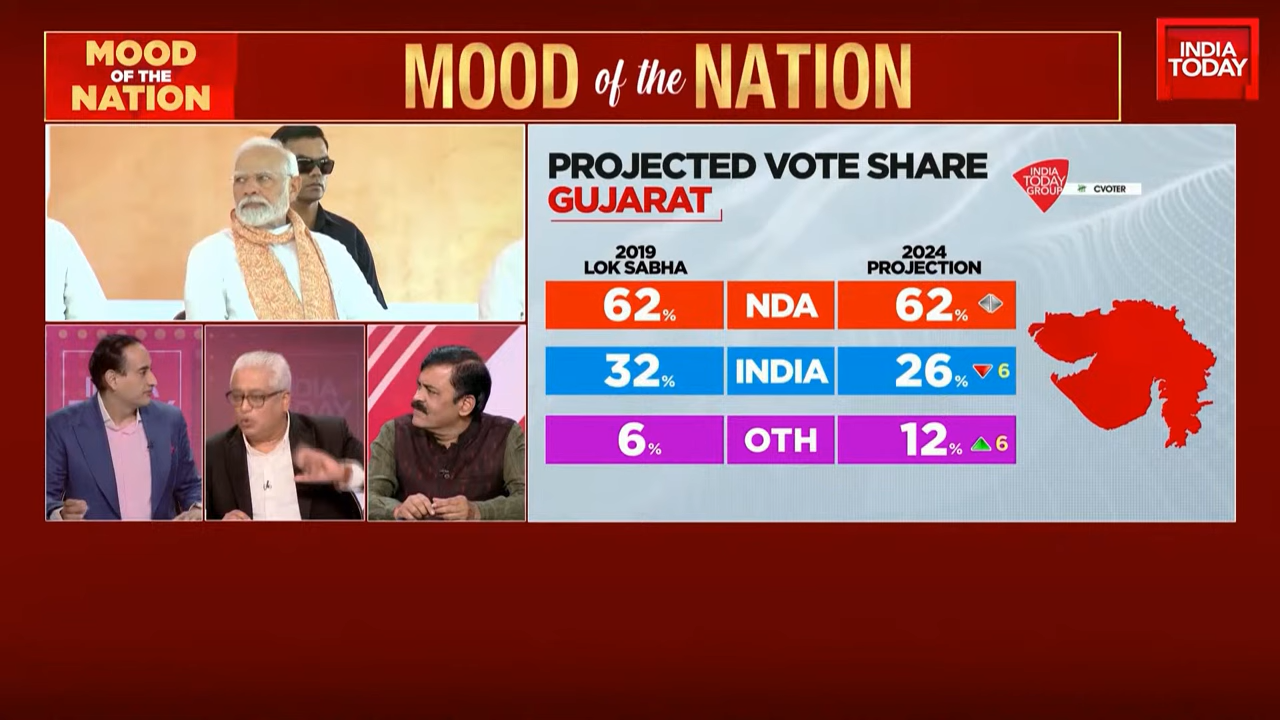 MOOD
OF THE
NATION
MOOD of the NATION
INDIA
TODAY
PROJECTED VOTE SHARE
GUJARAT
INDIA
TODAY
GROUP
CVOTER
2019
LOK SABHA
2024
PROJECTION
62% NDA 62%
32% INDIA 26% 6
6% OTH 12% 6